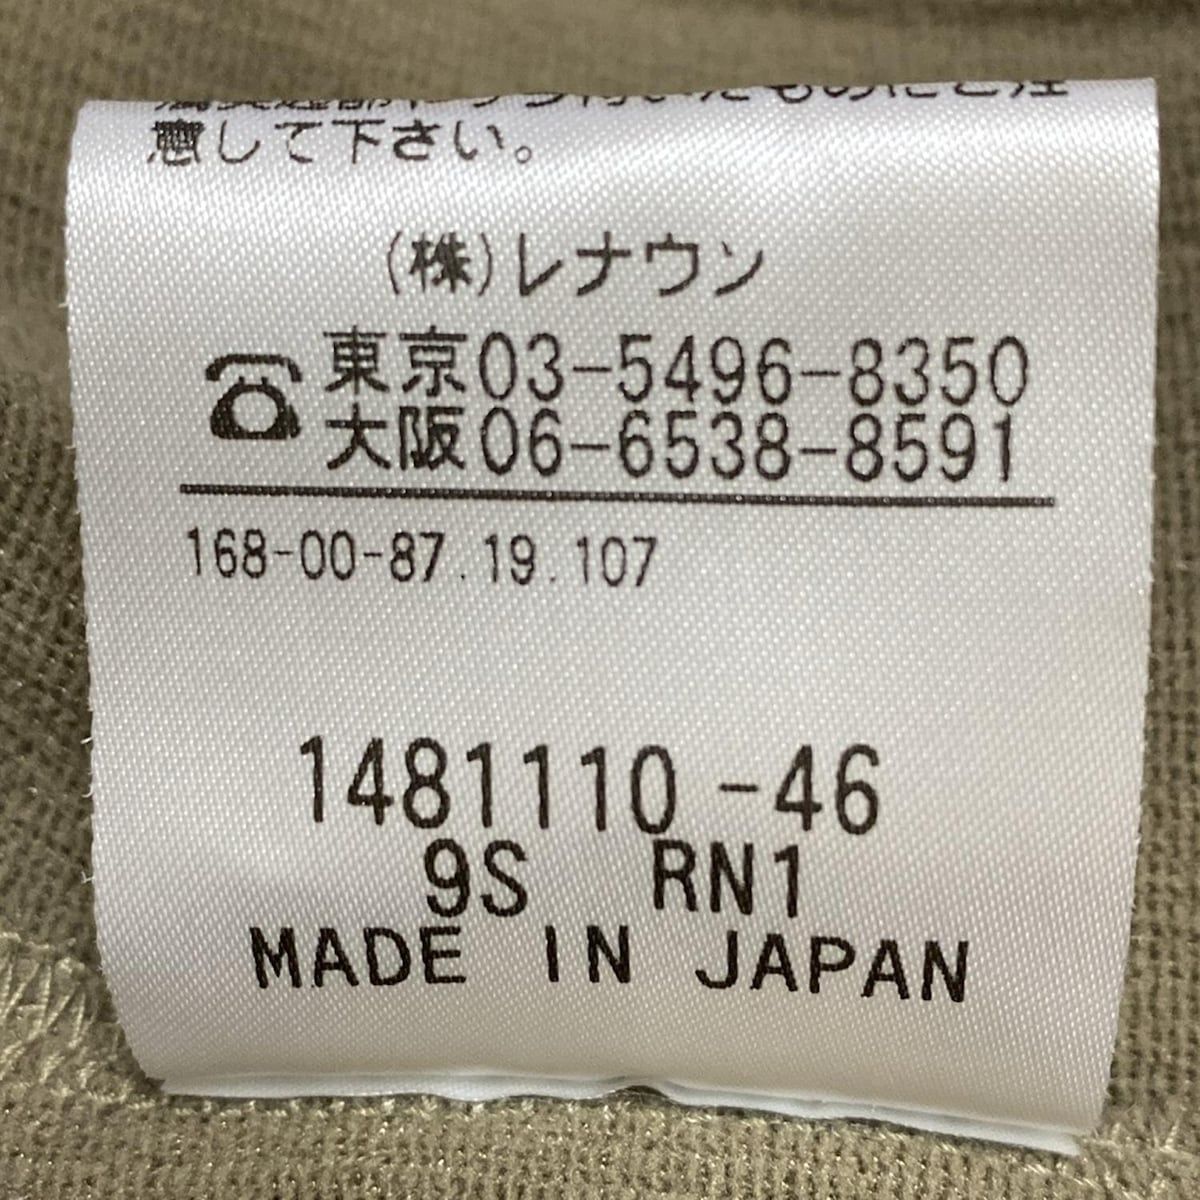 意して下さい。
(株)レナウン
東京03-5496-8350
大阪06-6538-8591
168-00-87.19.107
1481110-46
9S RN1
MADE IN JAPAN